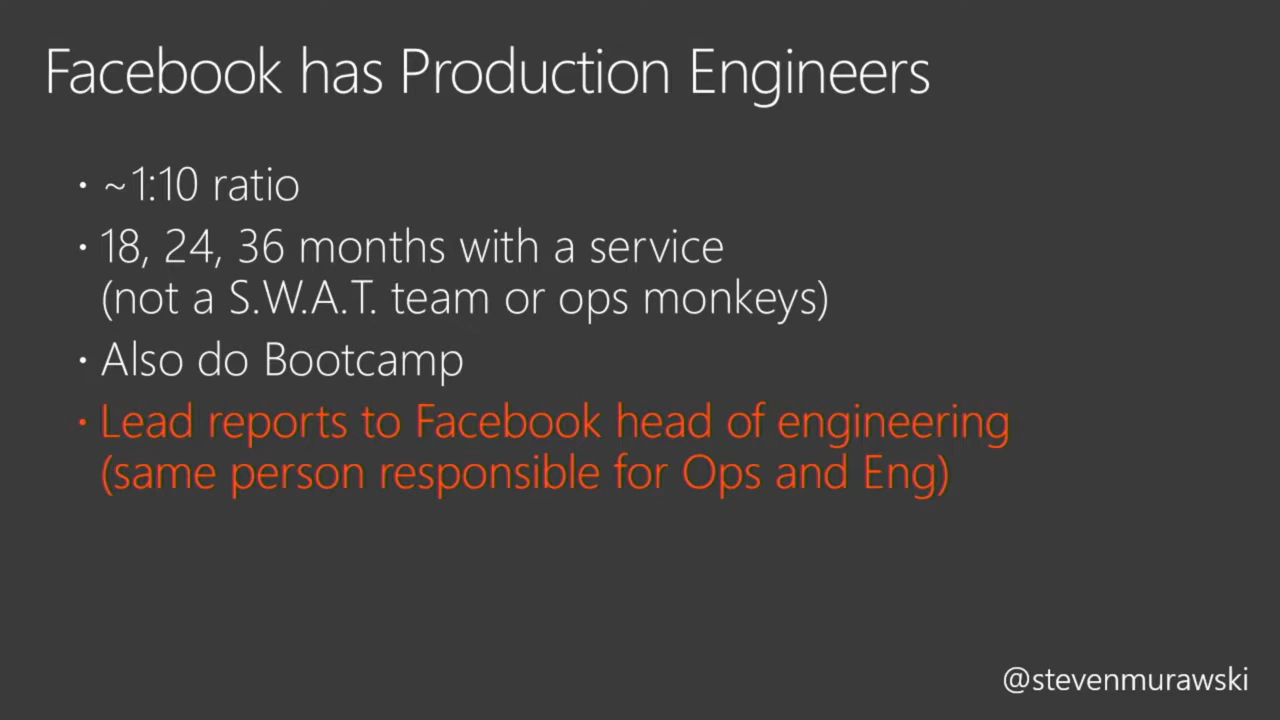 Facebook has Production Engineers
· ~1:10 ratio
· 18, 24, 36 months with a service
(not a S.W.A.T. team or ops monkeys)
· Also do Bootcamp
· Lead reports to Facebook head of engineering
(same person responsible for Ops and Eng)
@stevenmurawski